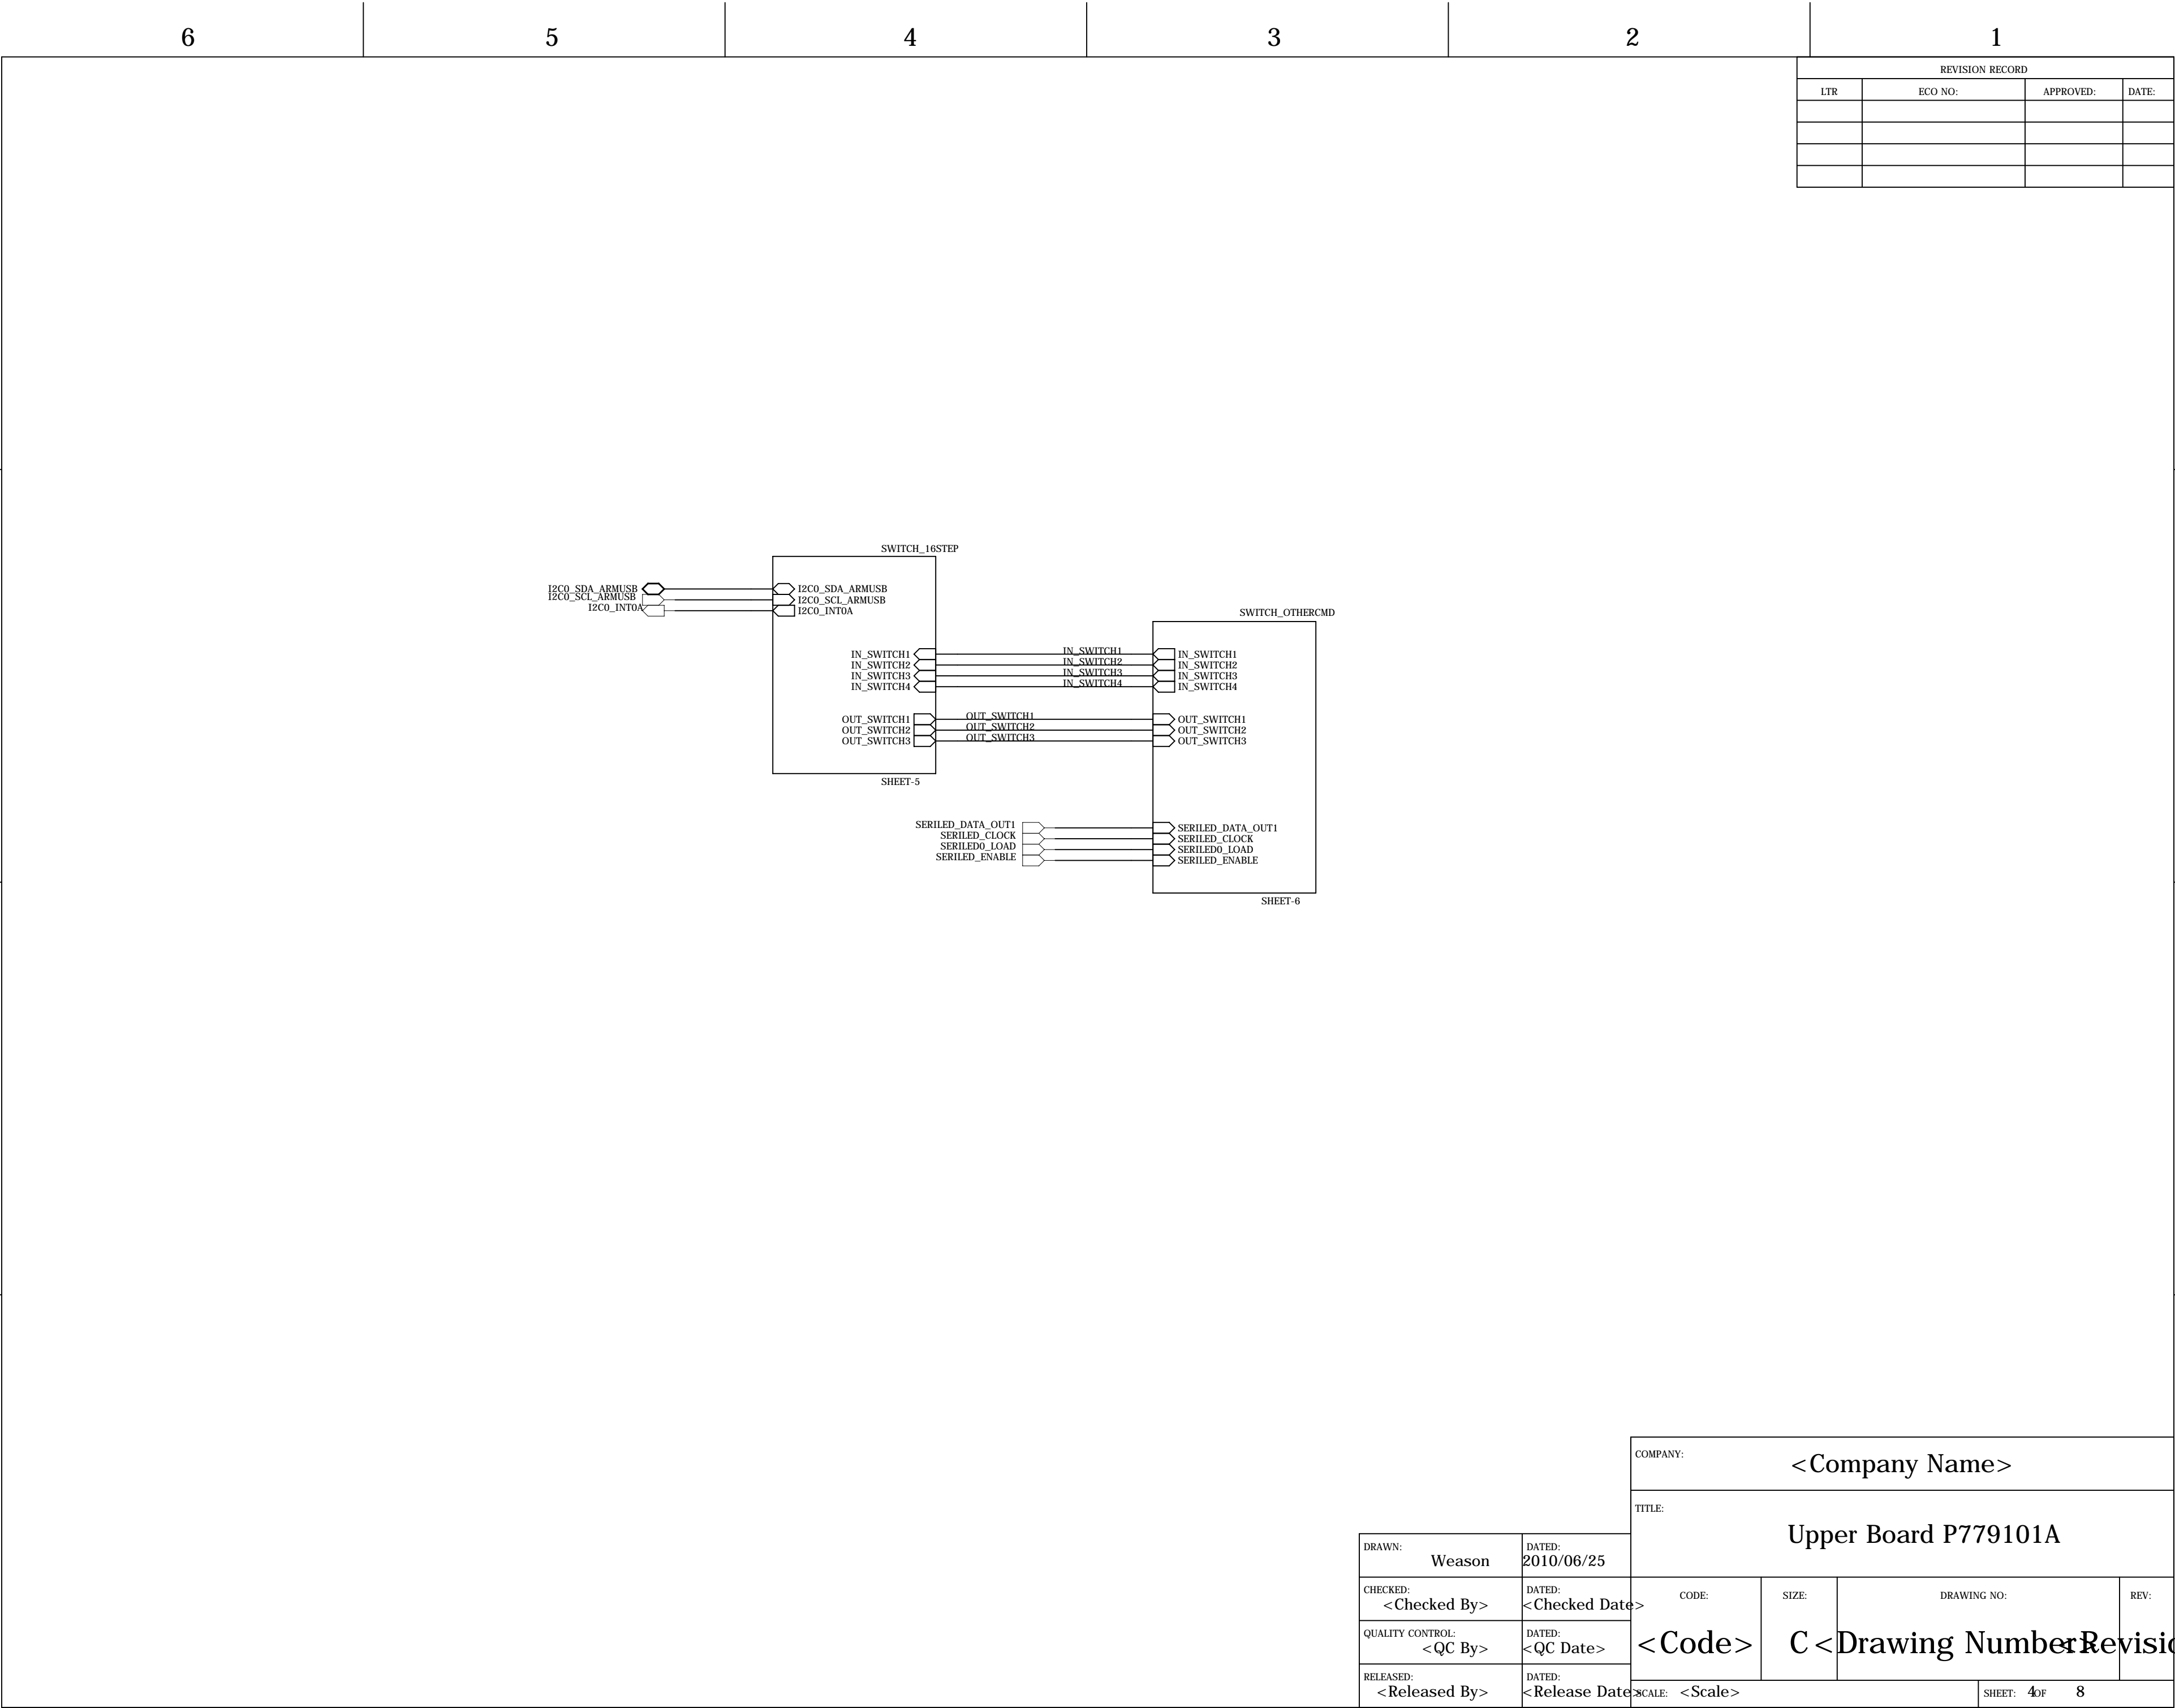 6 5 4 3 2 1
REVISION RECORD
LTR ECO NO: APPROVED: DATE:
SWITCH_16STEP
I2C0_SDA_ARMUSB I2C0_SDA_ARMUSB
I2C0_SCL_ARMUSB I2C0_SCL_ARMUSB
I2C0_INT0A I2C0_INT0A
SWITCH_OTHERCMD
IN_SWITCH1 IN_SWITCH1 IN_SWITCH1
IN_SWITCH2 IN_SWITCH2 IN_SWITCH2
IN_SWITCH3 IN_SWITCH3 IN_SWITCH3
IN_SWITCH4 IN_SWITCH4 IN_SWITCH4
OUT_SWITCH1 OUT_SWITCH1 OUT_SWITCH1
OUT_SWITCH2 OUT_SWITCH2 OUT_SWITCH2
OUT_SWITCH3 OUT_SWITCH3 OUT_SWITCH3
SHEET-5
SERILED_DATA_OUT1 SERILED_DATA_OUT1
SERILED_CLOCK SERILED_CLOCK
SERILED0_LOAD SERILED0_LOAD
SERILED_ENABLE SERILED_ENABLE
SHEET-6
COMPANY: <Company Name>
TITLE:
Upper Board P779101A
DRAWN: DATED:
Weason 2010/06/25
CHECKED: DATED:
<Checked By> <Checked Date>
CODE: SIZE: DRAWING NO: REV:
QUALITY CONTROL: DATED:
<QC By> <QC Date>
<Code> C <Drawing Number> <Revisio
RELEASED: DATED:
<Released By> <Release Date>
SCALE: <Scale> SHEET: 4 OF 8